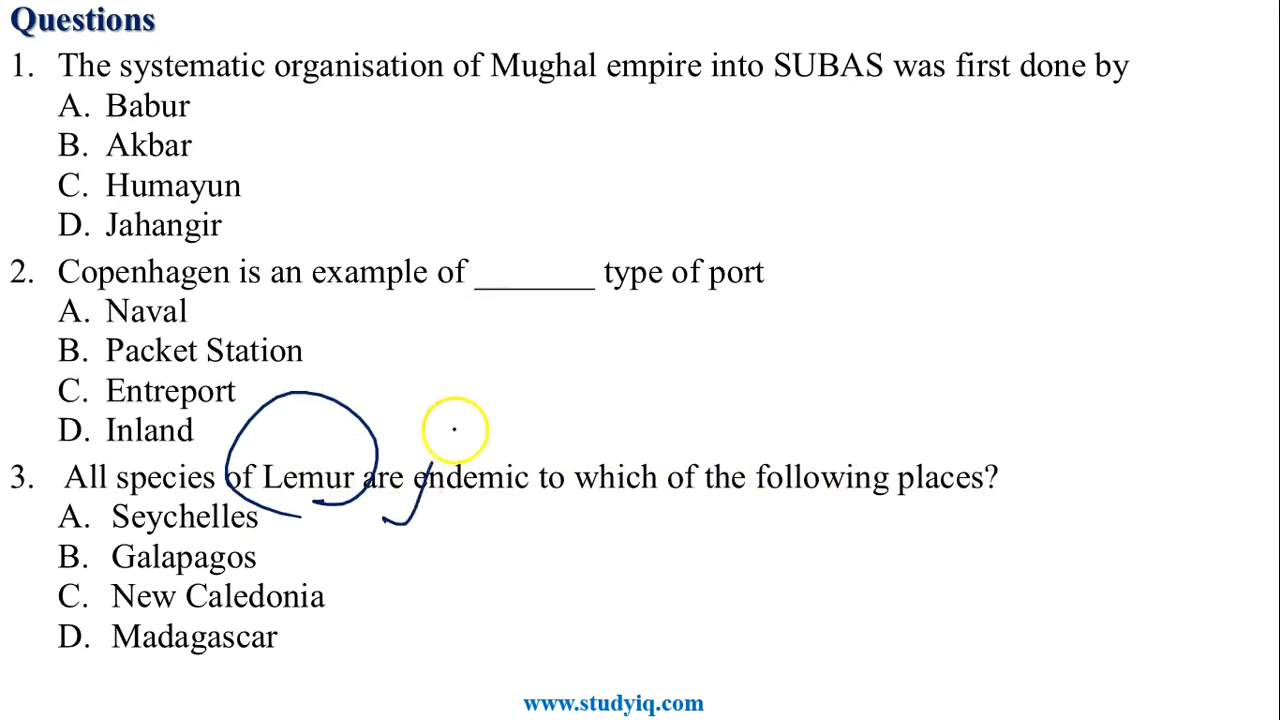 Questions
1. The systematic organisation of Mughal empire into SUBAS was first done by
A. Babur
B. Akbar
C. Humayun
D. Jahangir
2. Copenhagen is an example of _______ type of port
A. Naval
B. Packet Station
C. Entreport
D. Inland
3. All species of Lemur are endemic to which of the following places?
A. Seychelles
B. Galapagos
C. New Caledonia
D. Madagascar
www.studyiq.com